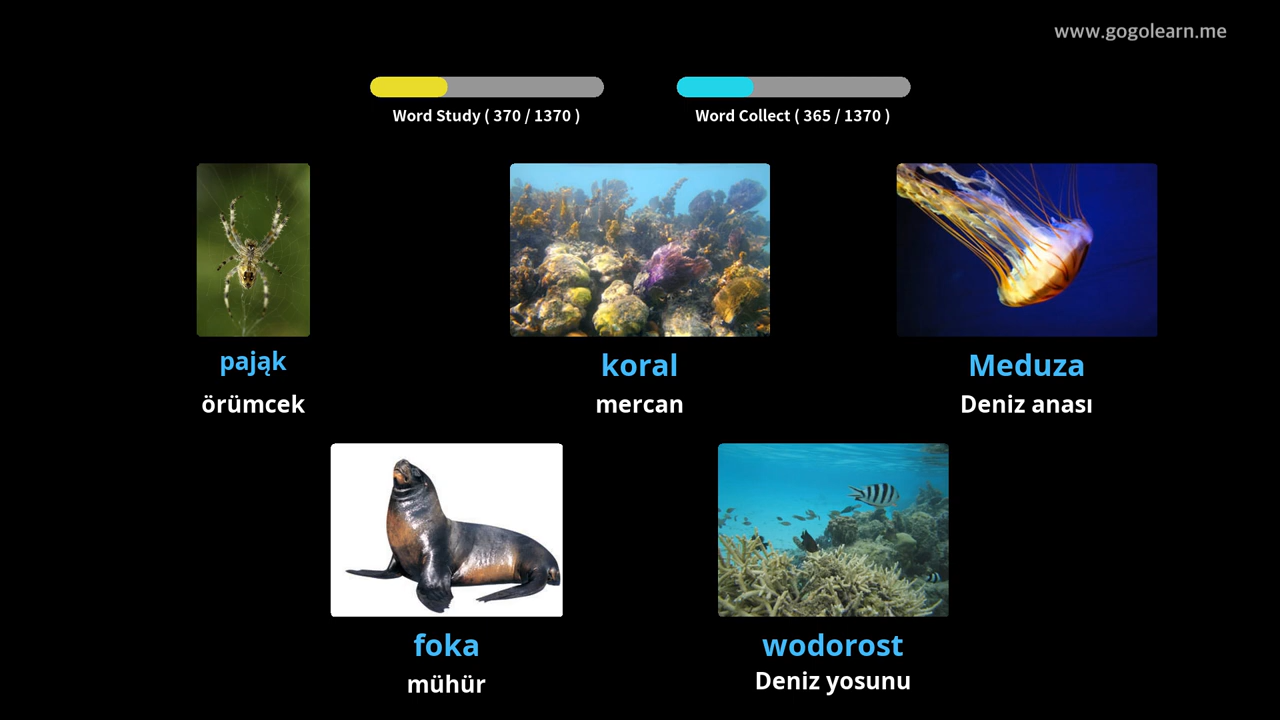 www.gogolearn.me
Word Study ( 370 / 1370 )
Word Collect ( 365 / 1370 )
pająk
koral
Meduza
örümcek
mercan
Deniz anası
foka
wodorost
mühür
Deniz yosunu